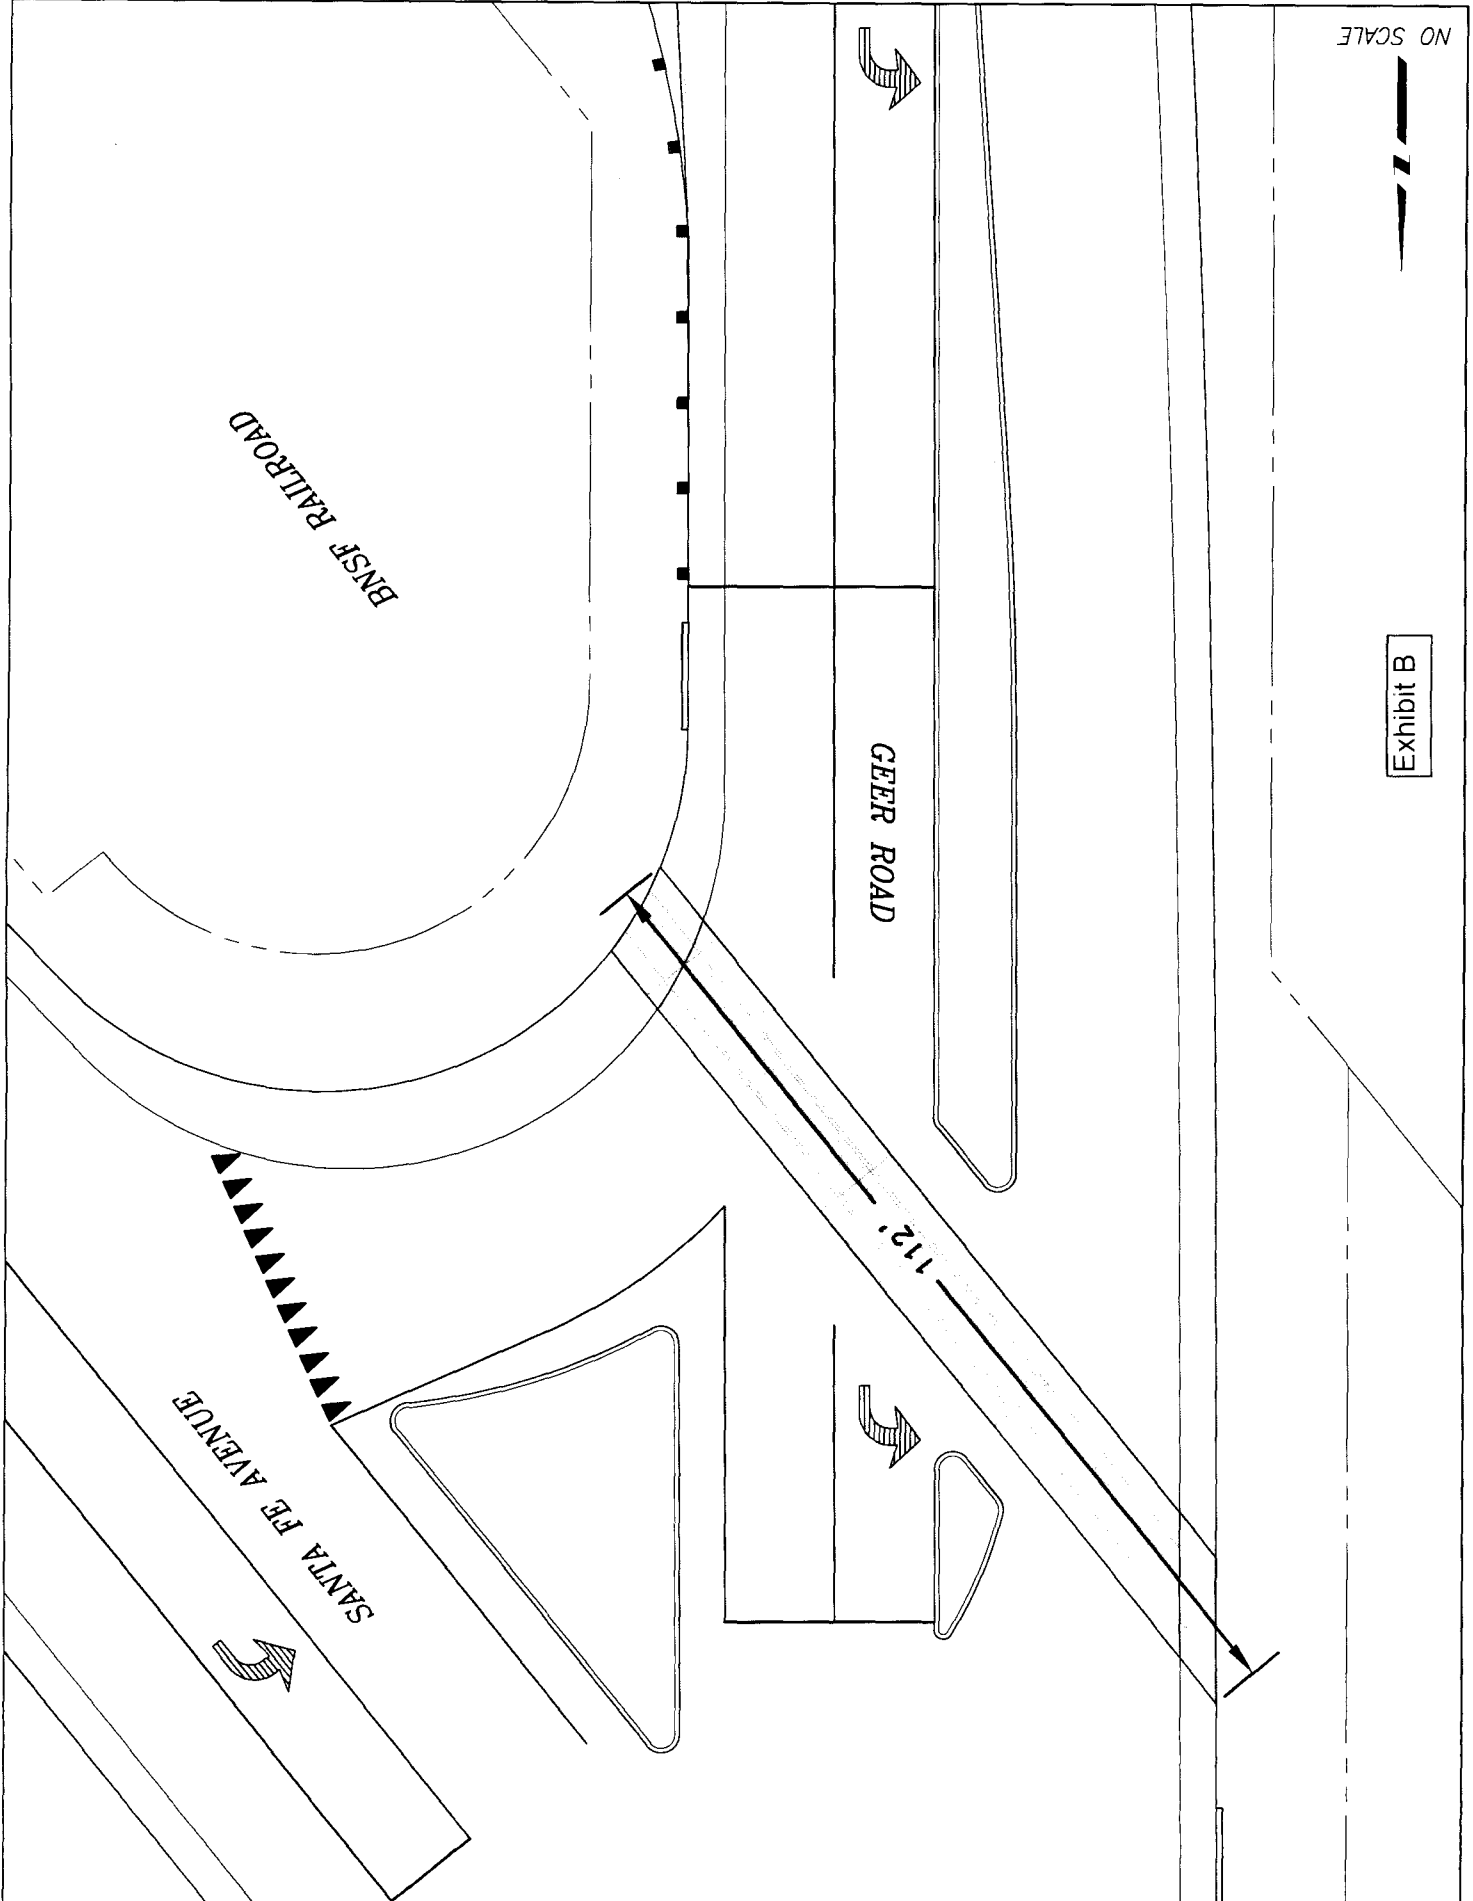 NO SCALE
N
BNSF RAILROAD
Exhibit B
GEER ROAD
112'
SANTA FE AVENUE